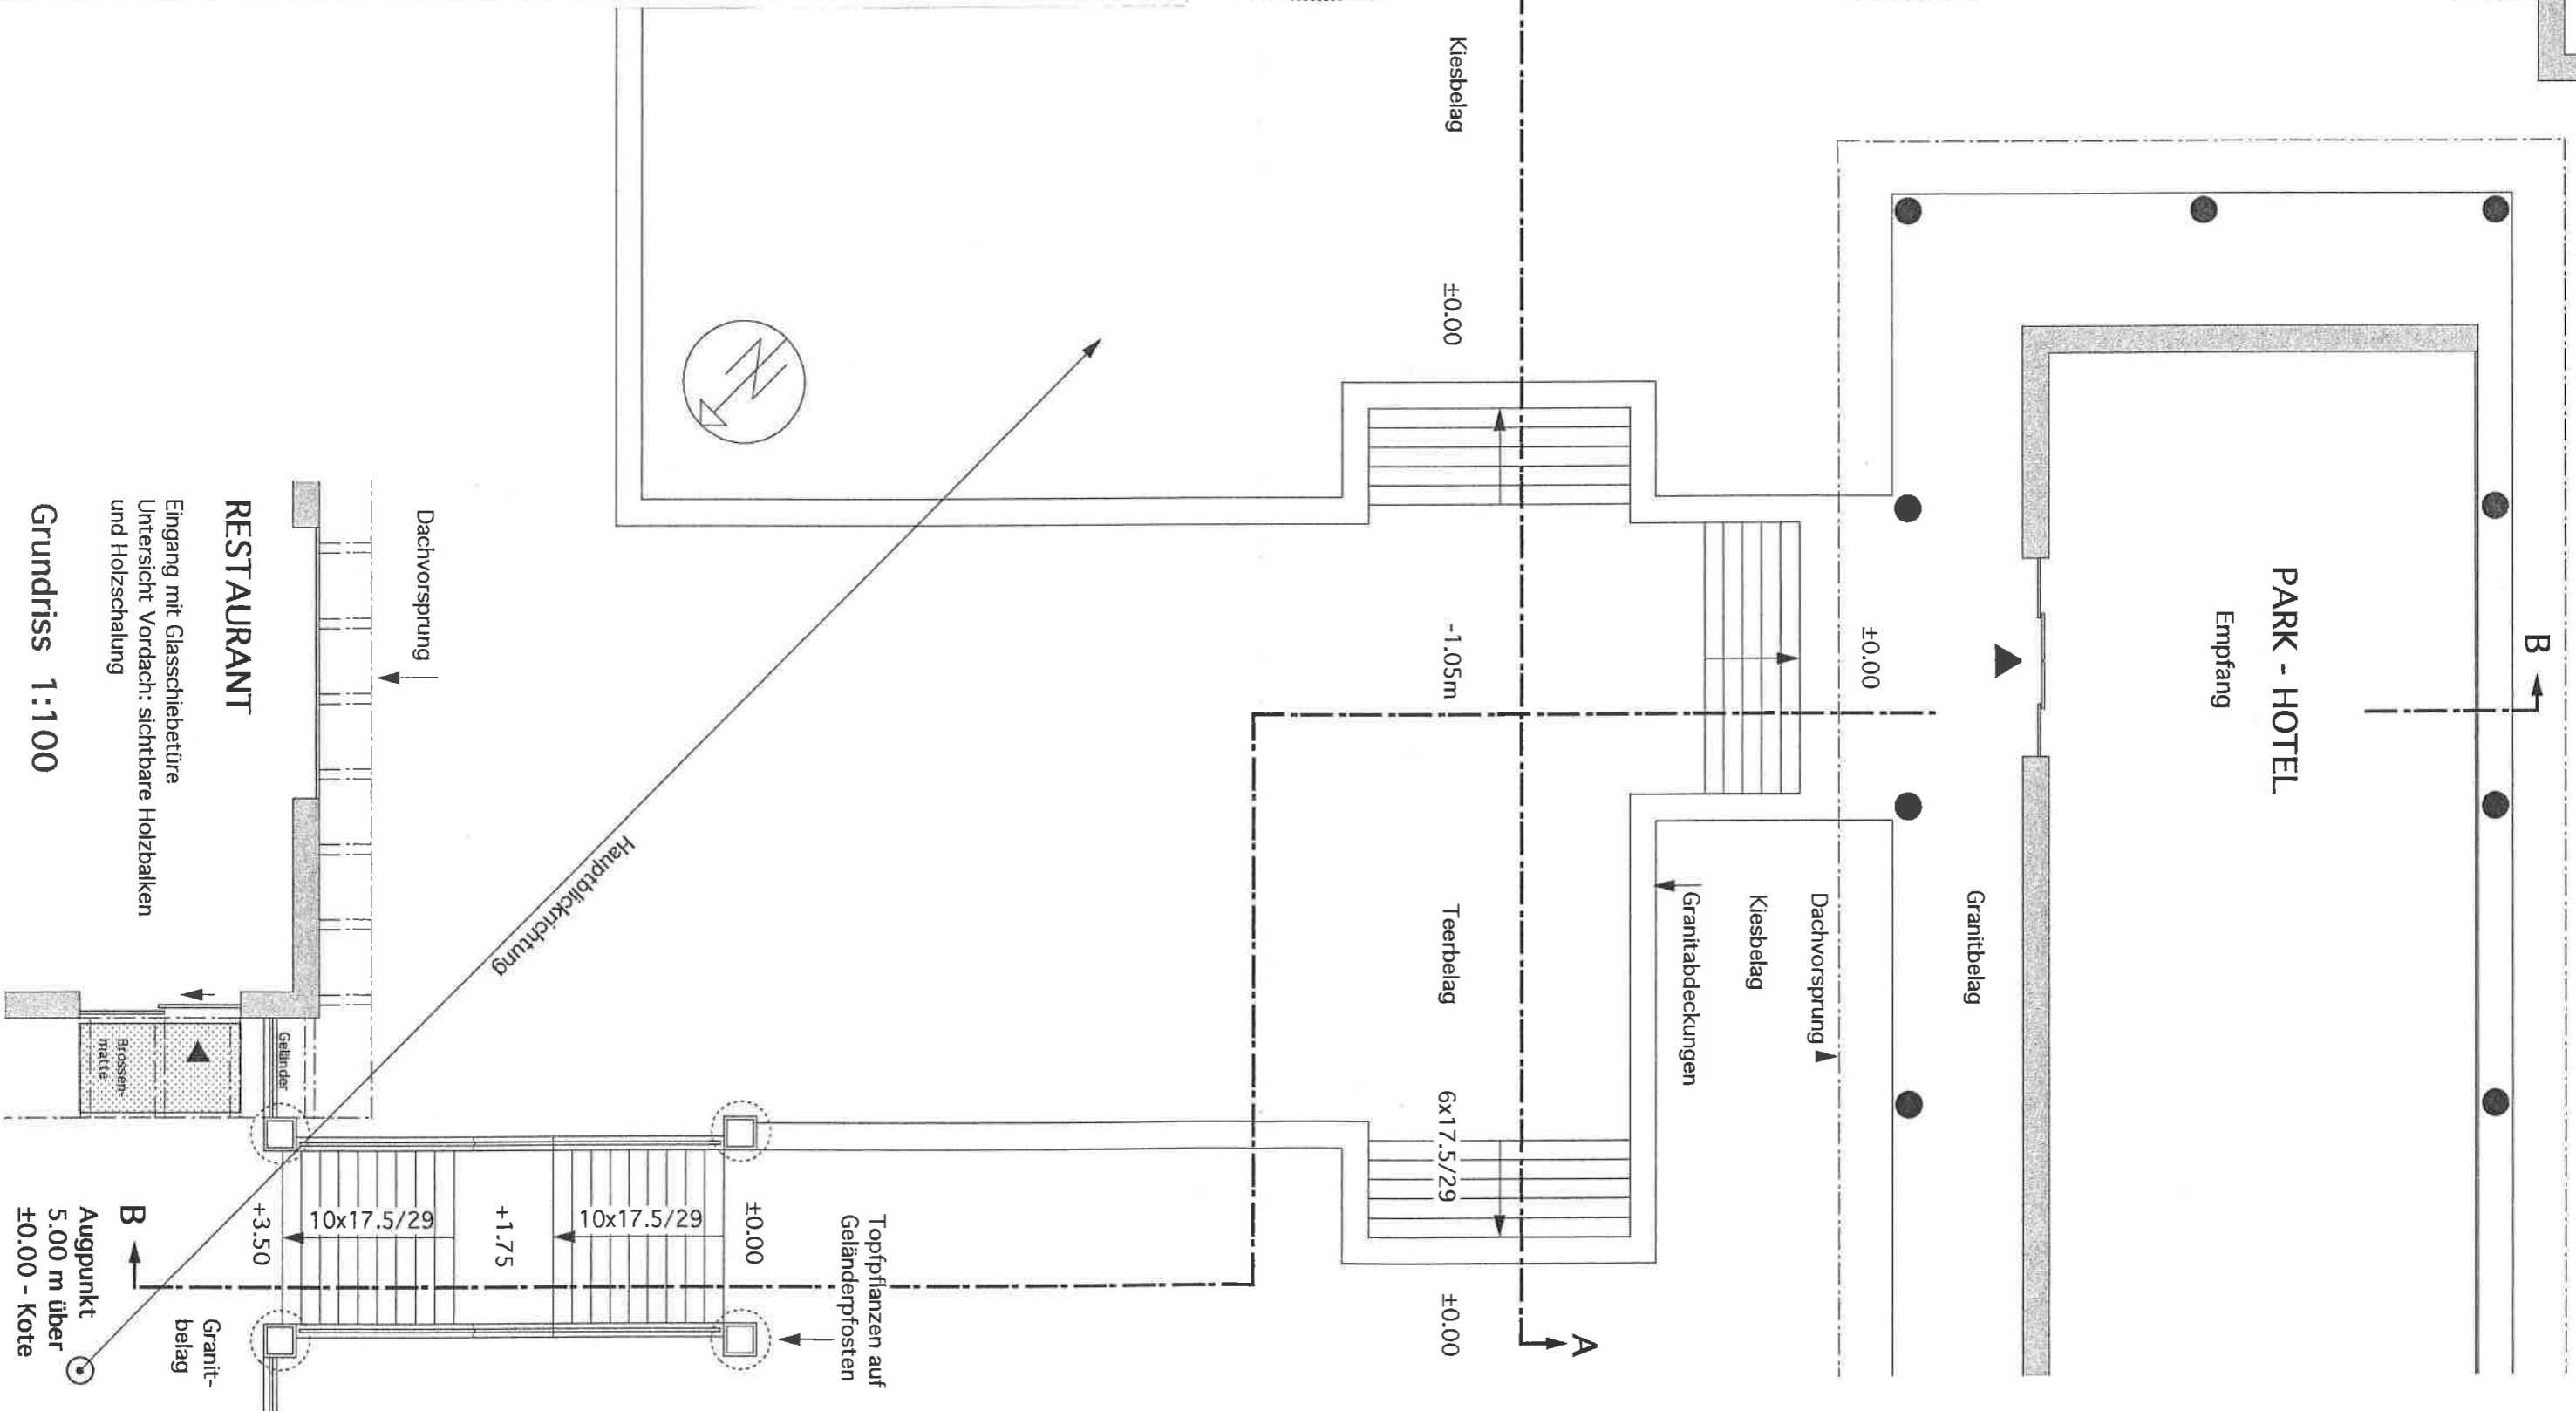 B
PARK - HOTEL
Empfang
Granitbelag
±0.00
Dachvorsprung
Kiesbelag
Granitabdeckungen
A
Kiesbelag
±0.00
-1.05m
Teerbelag
6x17.5/29
±0.00
Topfpflanzen auf
Geländerpfosten
±0.00
10x17.5/29
+1.75
10x17.5/29
+3.50
Hauptblickrichtung
N
Dachvorsprung
RESTAURANT
Eingang mit Glasschiebetüre
Untersicht Vordach: sichtbare Holzbalken
und Holzschalung
Geländer
Brossen-
matte
Granit-
belag
B
Augpunkt
5.00 m über
±0.00 - Kote
Grundriss 1:100